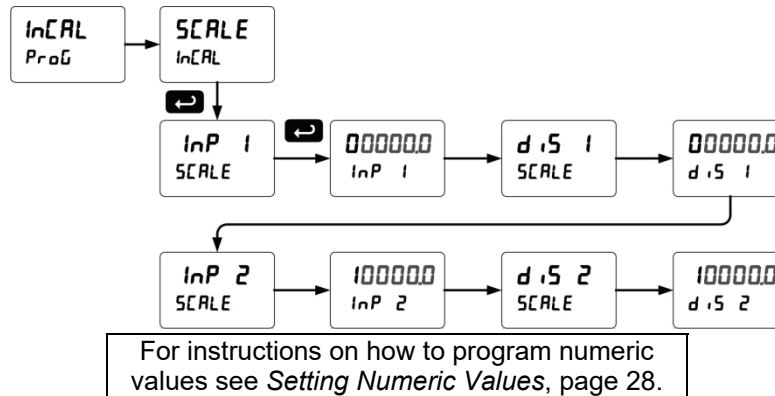 InCAL
ProG
SCALE
InCAL
InP 1
SCALE
00000.0
InP 1
diS 1
SCALE
00000.0
diS 1
InP 2
SCALE
10000.0
InP 2
diS 2
SCALE
10000.0
diS 2
For instructions on how to program numeric
values see Setting Numeric Values, page 28.